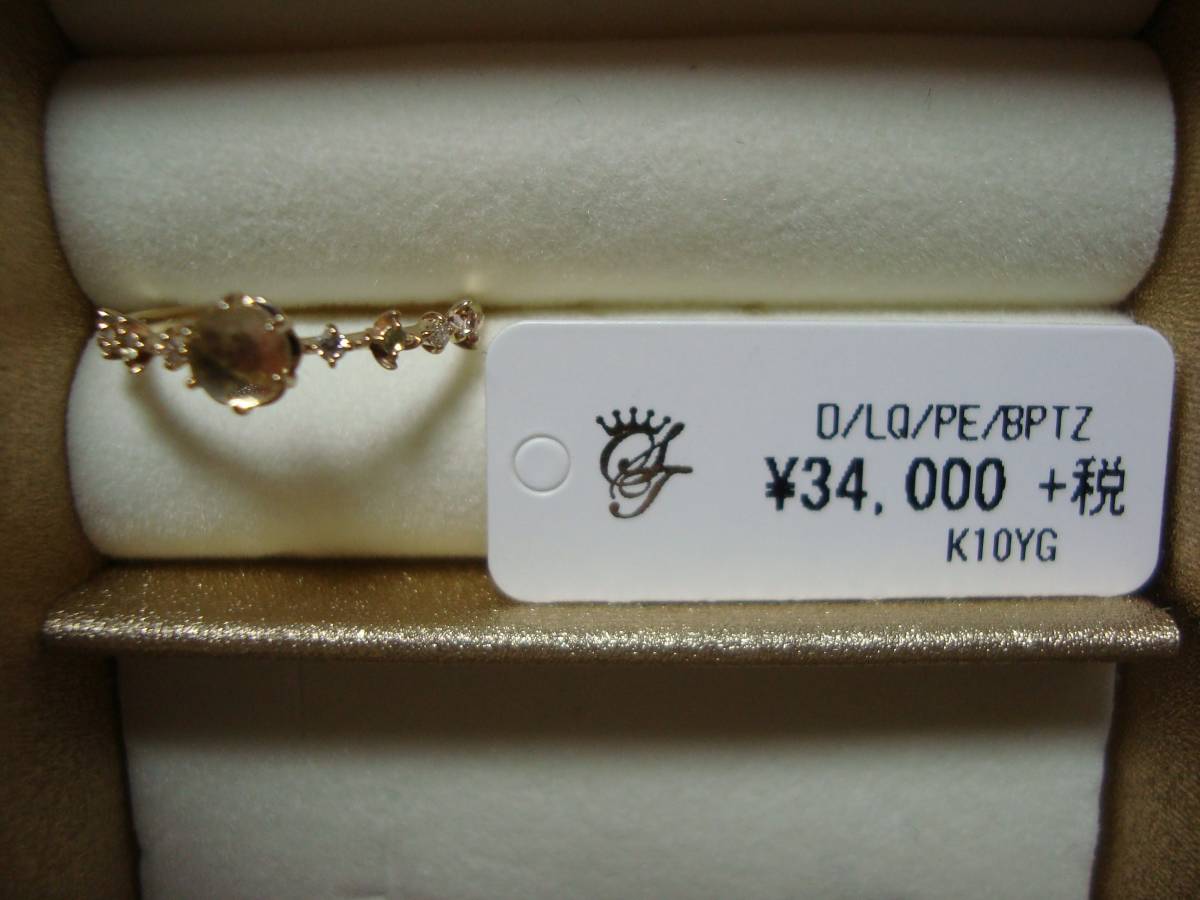 D/LQ/PE/BPTZ
¥34,000 +税
K10YG